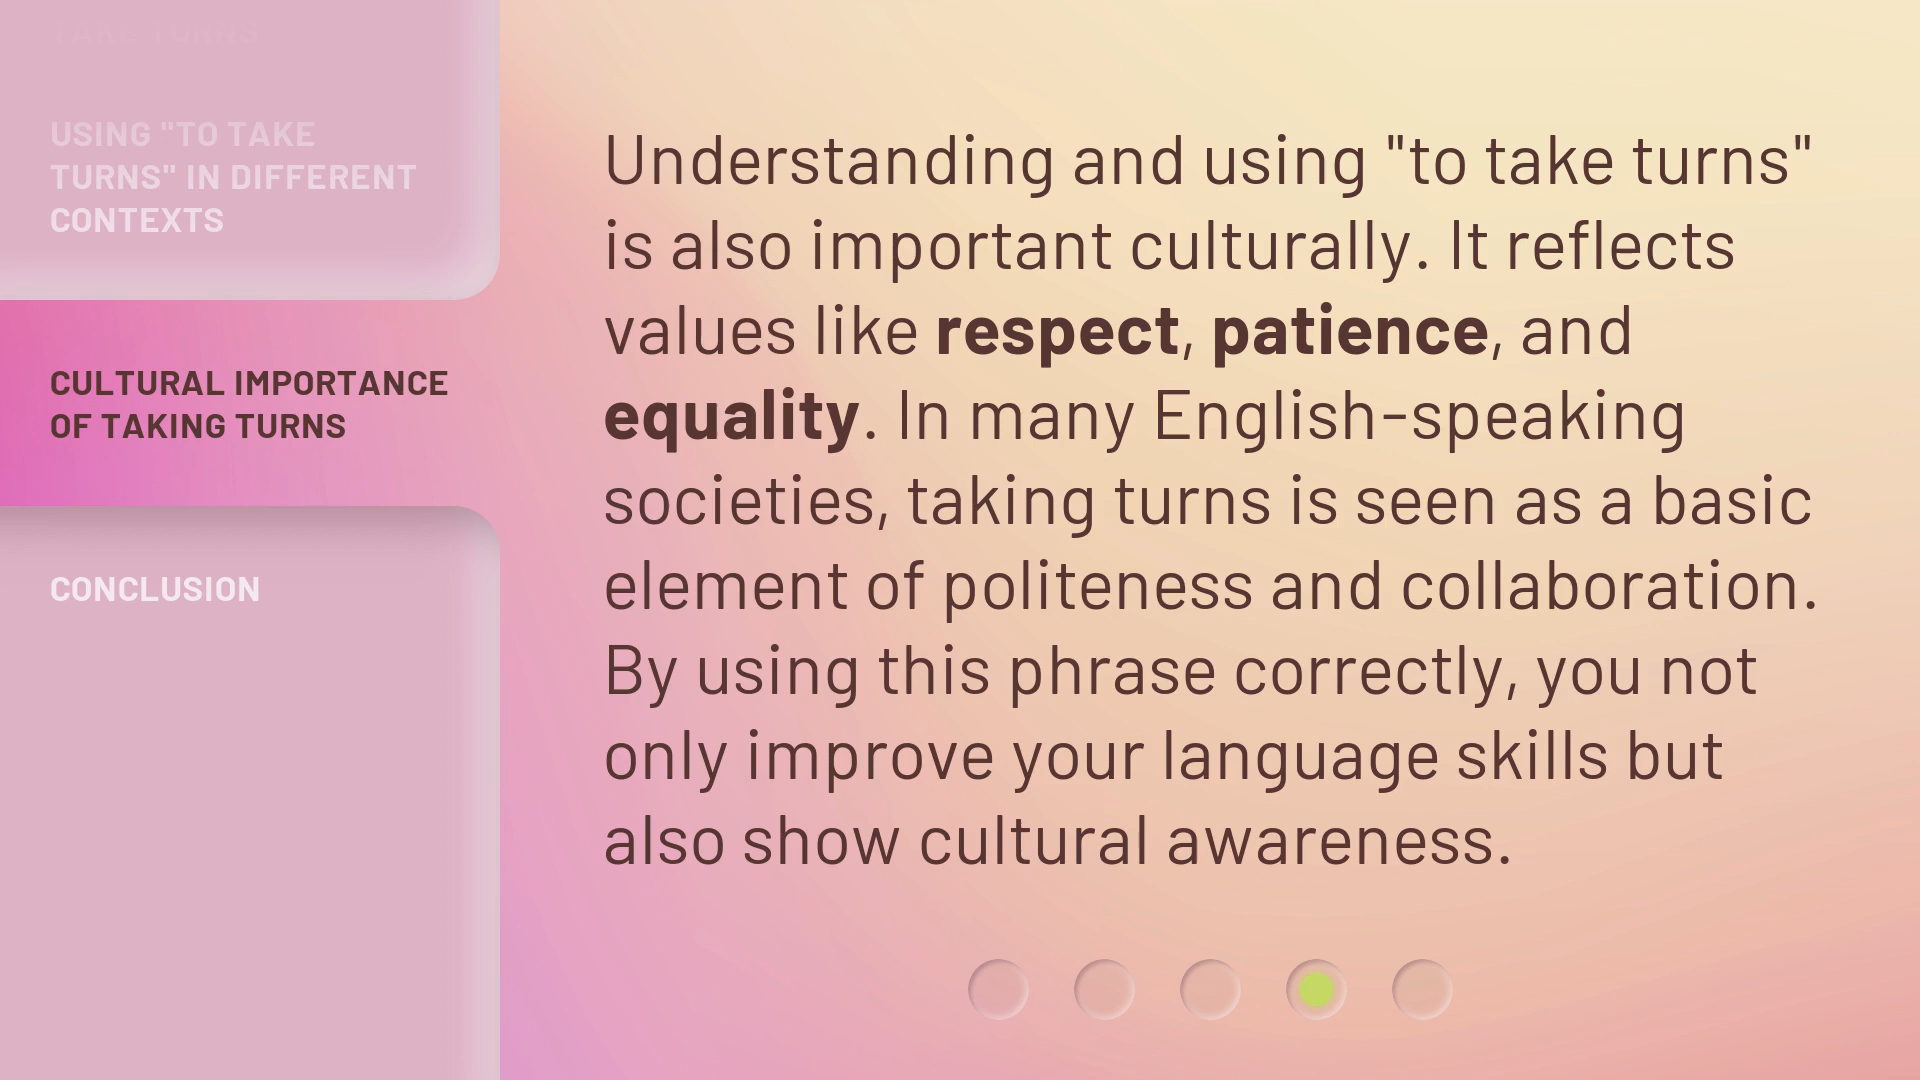 TAKE TURNS
USING "TO TAKE
TURNS" IN DIFFERENT
CONTEXTS
CULTURAL IMPORTANCE
OF TAKING TURNS
CONCLUSION
Understanding and using "to take turns"
is also important culturally. It reflects
values like respect, patience, and
equality. In many English-speaking
societies, taking turns is seen as a basic
element of politeness and collaboration.
By using this phrase correctly, you not
only improve your language skills but
also show cultural awareness.